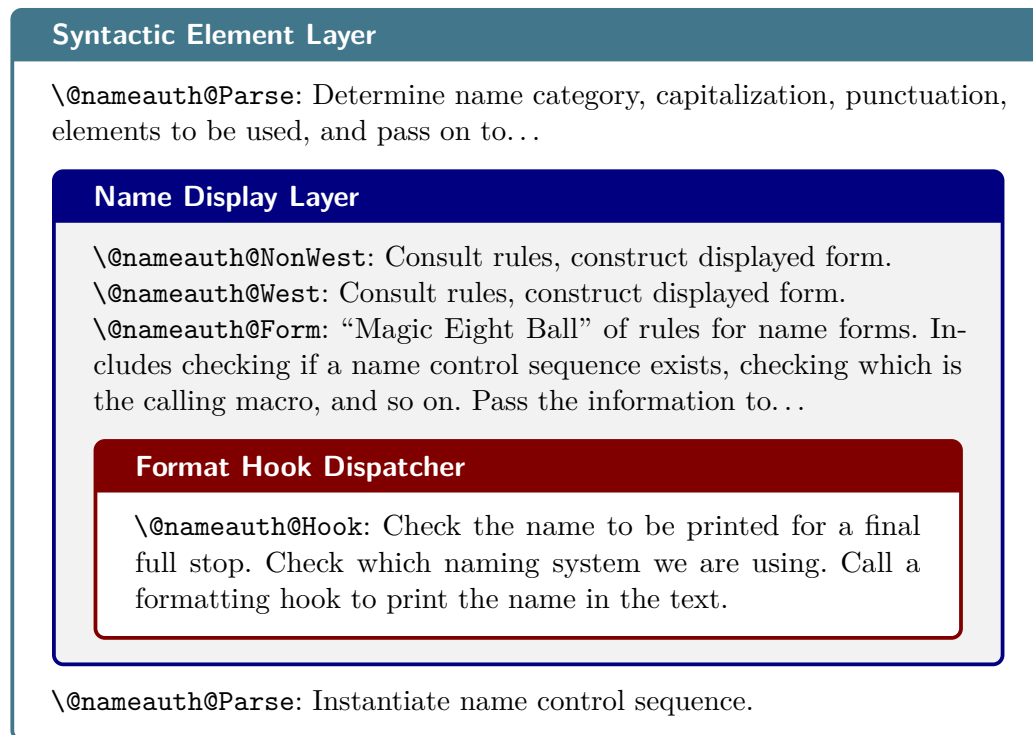 Syntactic Element Layer
\@nameauth@Parse: Determine name category, capitalization, punctuation,
elements to be used, and pass on to...
Name Display Layer
\@nameauth@NonWest: Consult rules, construct displayed form.
\@nameauth@West: Consult rules, construct displayed form.
\@nameauth@Form: “Magic Eight Ball” of rules for name forms. In-
cludes checking if a name control sequence exists, checking which is
the calling macro, and so on. Pass the information to...
Format Hook Dispatcher
\@nameauth@Hook: Check the name to be printed for a final
full stop. Check which naming system we are using. Call a
formatting hook to print the name in the text.
\@nameauth@Parse: Instantiate name control sequence.